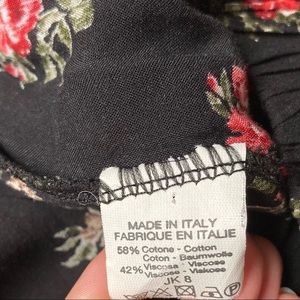 MADE IN ITALY
FABRIQUE EN ITALIE
58% Cotone - Cotton
Coton - Baumwolle
42% Viscosa - Viscose
Viscose - Viskose
JK 8